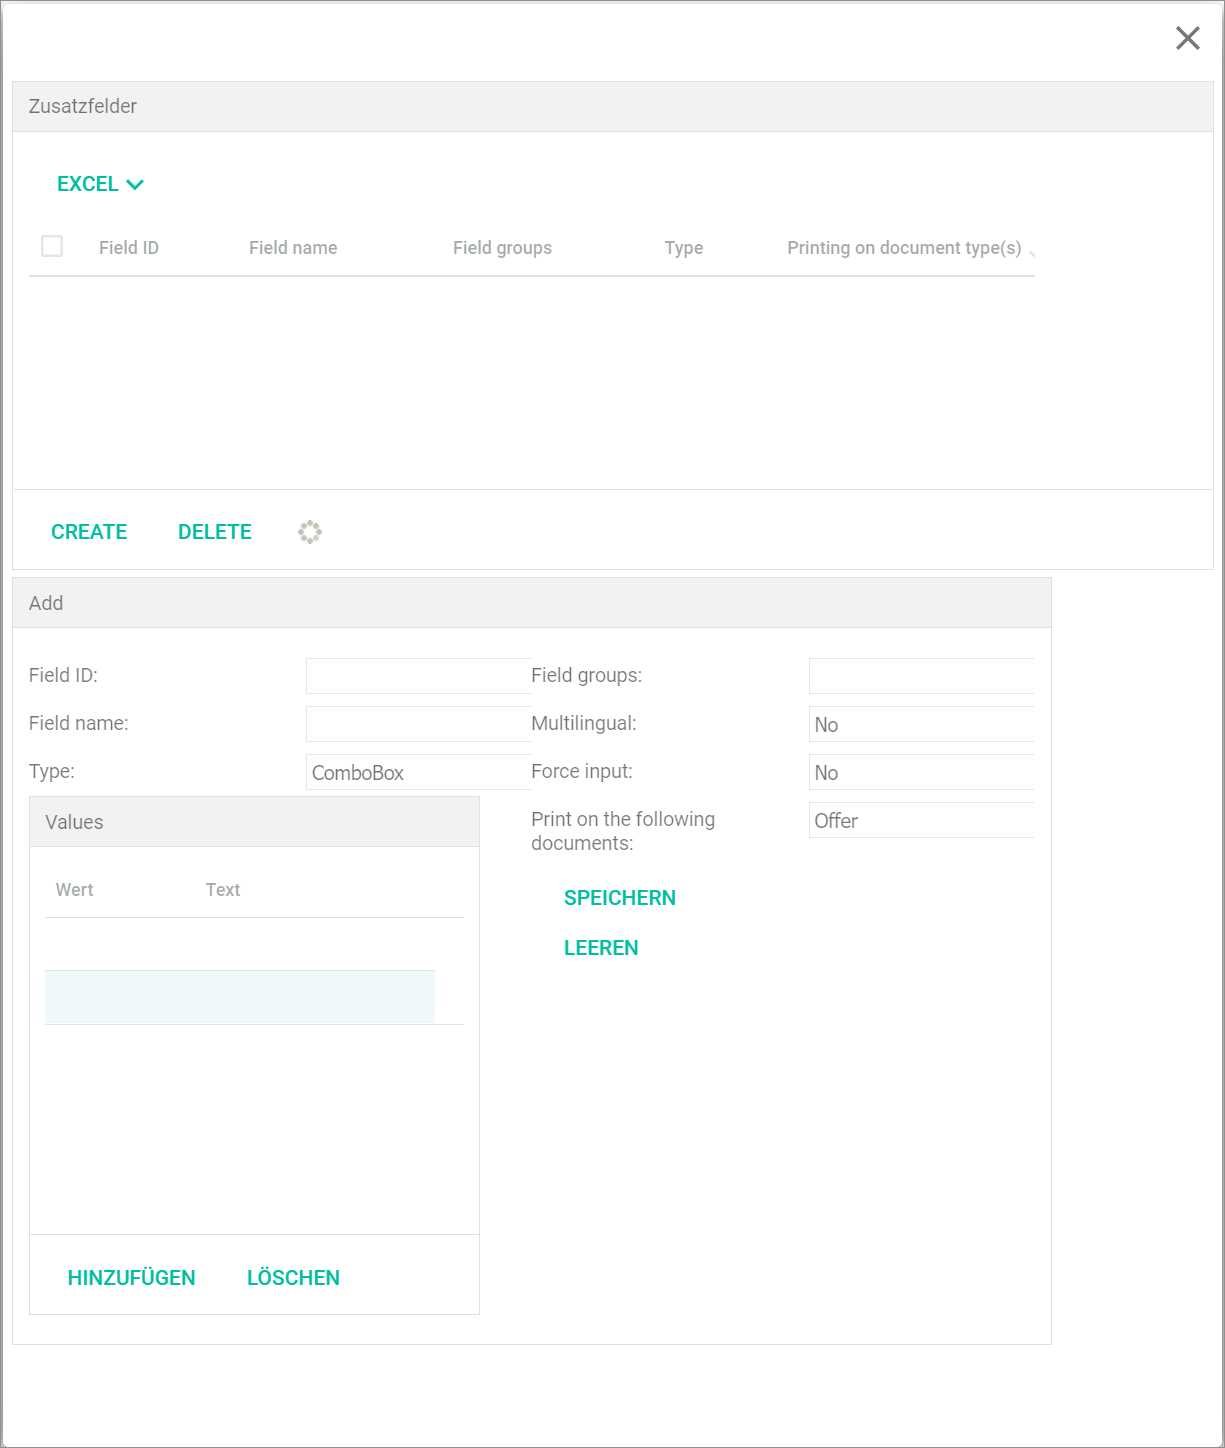 Zusatzfelder
EXCEL
Field ID Field name Field groups Type Printing on document type(s)
CREATE DELETE
Add
Field ID: Field groups:
Field name: Multilingual: No
Type: ComboBox Force input: No
Values Print on the following documents: Offer
Wert Text
SPEICHERN
LEEREN
HINZUFÜGEN LÖSCHEN